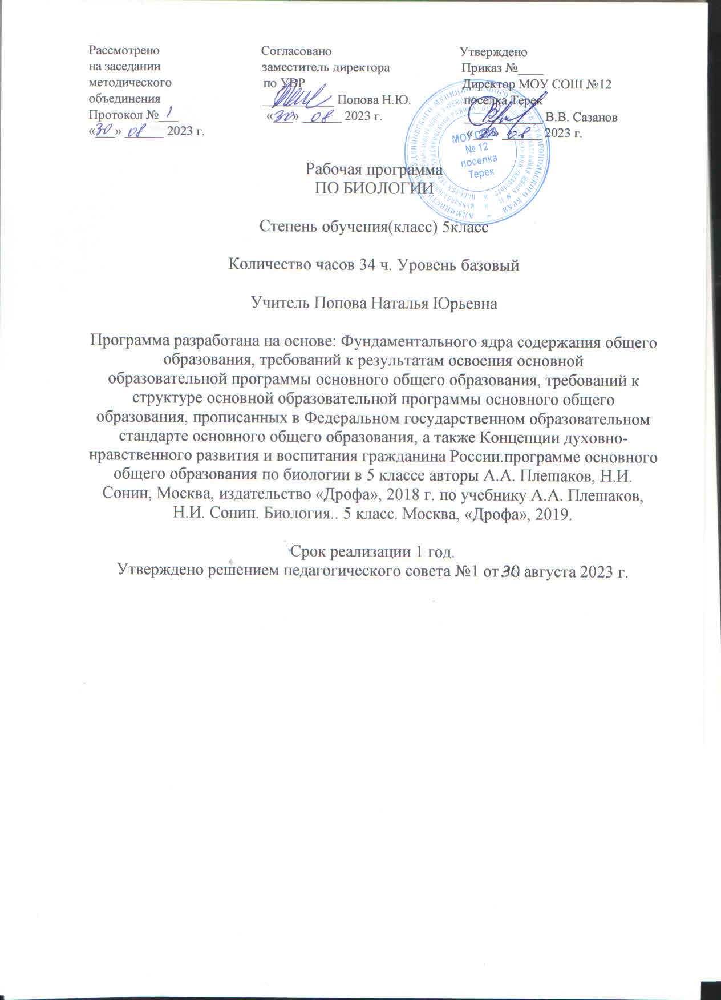 Рассмотрено
на заседании
методического
объединения
Протокол № 1
«30» 08 2023 г.
Согласовано
заместитель директора
по УВР
Попова Н.Ю.
«30» 08 2023 г.
Утверждено
Приказ №____
Директор МОУ СОШ №12
поселка Терек
В.В. Сазанов
« » 08 2023 г.
МОУ СОШ
№ 12
поселка
Терек
Рабочая программа
ПО БИОЛОГИИ
Степень обучения(класс) 5класс
Количество часов 34 ч. Уровень базовый
Учитель Попова Наталья Юрьевна
Программа разработана на основе: Фундаментального ядра содержания общего
образования, требований к результатам освоения основной
образовательной программы основного общего образования, требований к
структуре основной образовательной программы основного общего
образования, прописанных в Федеральном государственном образовательном
стандарте основного общего образования, а также Концепции духовно-
нравственного развития и воспитания гражданина России.программе основного
общего образования по биологии в 5 классе авторы А.А. Плешаков, Н.И.
Сонин, Москва, издательство «Дрофа», 2018 г. по учебнику А.А. Плешаков,
Н.И. Сонин. Биология.. 5 класс. Москва, «Дрофа», 2019.
Срок реализации 1 год.
Утверждено решением педагогического совета №1 от 30 августа 2023 г.